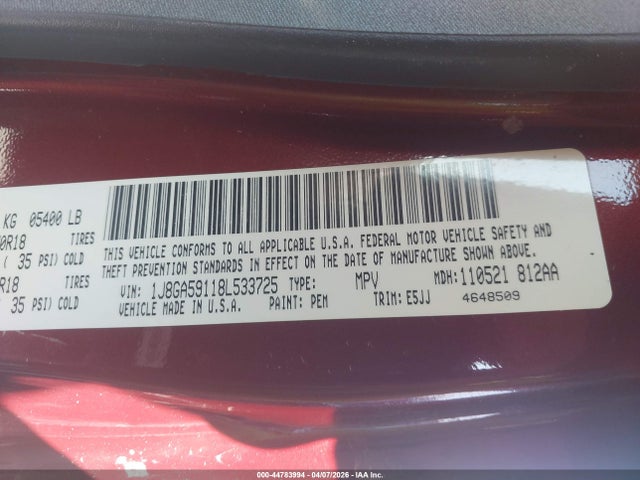 KG 05400 LB
0R18 TIRES
( 35 PSI) COLD
R18 TIRES
35 PSI) COLD
THIS VEHICLE CONFORMS TO ALL APPLICABLE U.S.A. FEDERAL MOTOR VEHICLE SAFETY AND
THEFT PREVENTION STANDARDS IN EFFECT ON THE DATE OF MANUFACTURE SHOWN ABOVE.
VIN: 1J8GA59118L533725 TYPE: MPV MDH: 110521 812AA
VEHICLE MADE IN U.S.A. PAINT: PEM TRIM: E5JJ 4648509
000-44783994 04/07/2026 - IAA Inc.